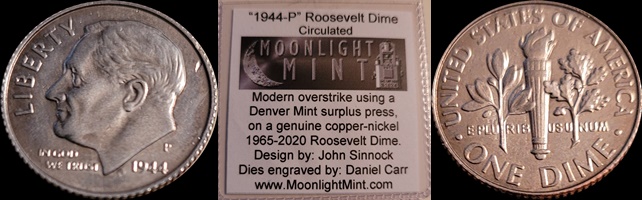 LIBERTY
IN GOD
WE TRUST
P
1944
"1944-P" Roosevelt Dime
Circulated
MOONLIGHT
MINT
Modern overstrike using a
Denver Mint surplus press,
on a genuine copper-nickel
1965-2020 Roosevelt Dime.
Design by: John Sinnock
Dies engraved by: Daniel Carr
www.MoonlightMint.com
UNITED STATES OF AMERICA
E PLURIBUS UNUM
· ONE DIME ·